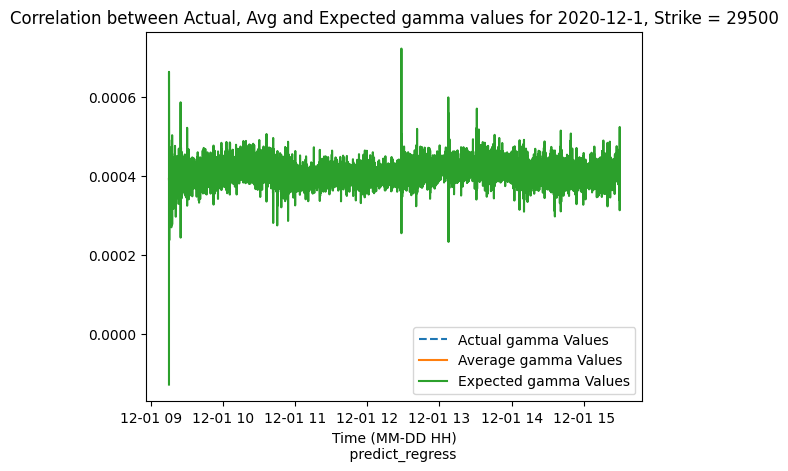 Correlation between Actual, Avg and Expected gamma values for 2020-12-1, Strike = 29500
0.0006
0.0004
0.0002
0.0000
Actual gamma Values
Average gamma Values
Expected gamma Values
12-01 09 12-01 10 12-01 11 12-01 12 12-01 13 12-01 14 12-01 15
Time (MM-DD HH)
predict_regress